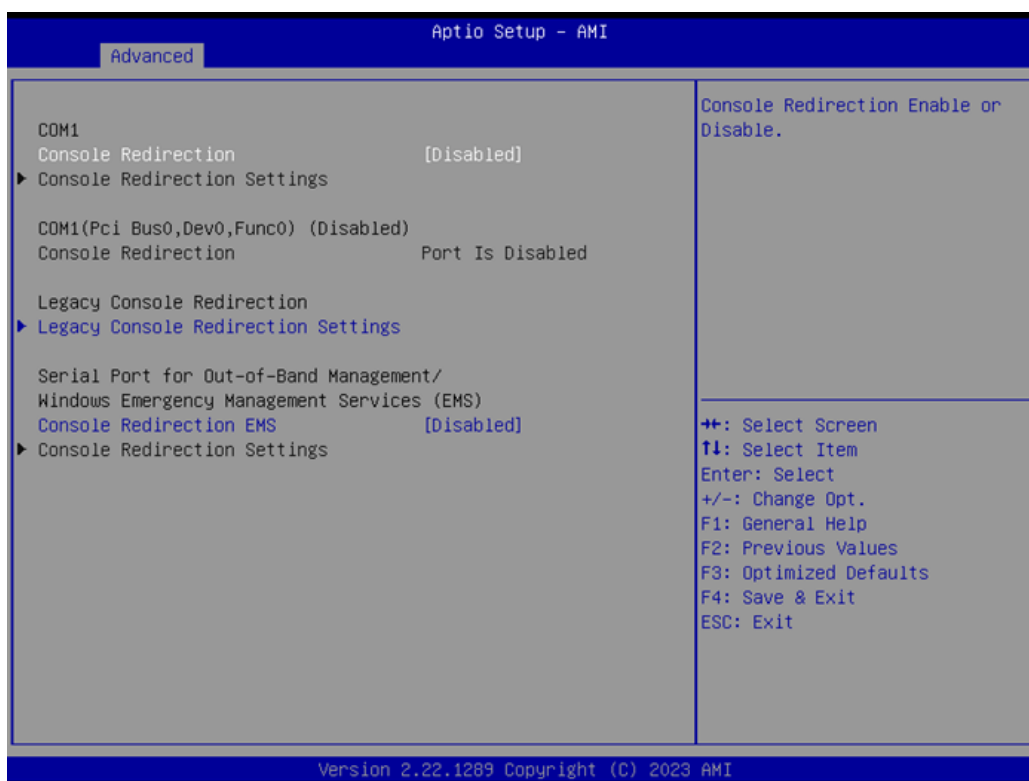 Aptio Setup - AMI
Advanced
COM1
Console Redirection [Disabled]
▶ Console Redirection Settings
COM1(Pci Bus0,Dev0,Func0) (Disabled)
Console Redirection Port Is Disabled
Legacy Console Redirection
▶ Legacy Console Redirection Settings
Serial Port for Out-of-Band Management/
Windows Emergency Management Services (EMS)
Console Redirection EMS [Disabled]
▶ Console Redirection Settings
Console Redirection Enable or
Disable.
→←: Select Screen
↑↓: Select Item
Enter: Select
+/-: Change Opt.
F1: General Help
F2: Previous Values
F3: Optimized Defaults
F4: Save & Exit
ESC: Exit
Version 2.22.1289 Copyright (C) 2023 AMI